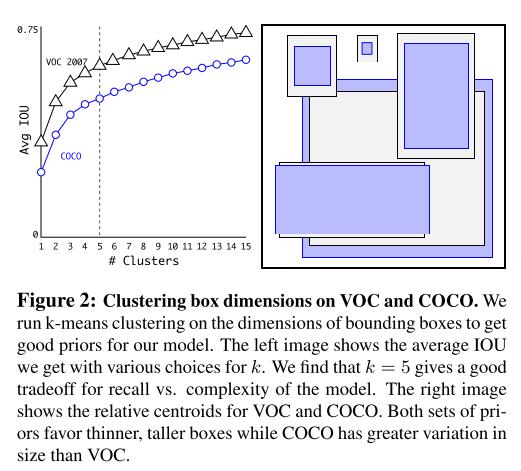 0.75
VOC 2007
COCO
Avg IOU
0
1 2 3 4 5 6 7 8 9 10 11 12 13 14 15
# Clusters
Figure 2: Clustering box dimensions on VOC and COCO. We
run k-means clustering on the dimensions of bounding boxes to get
good priors for our model. The left image shows the average IOU
we get with various choices for k. We find that k = 5 gives a good
tradeoff for recall vs. complexity of the model. The right image
shows the relative centroids for VOC and COCO. Both sets of pri-
ors favor thinner, taller boxes while COCO has greater variation in
size than VOC.